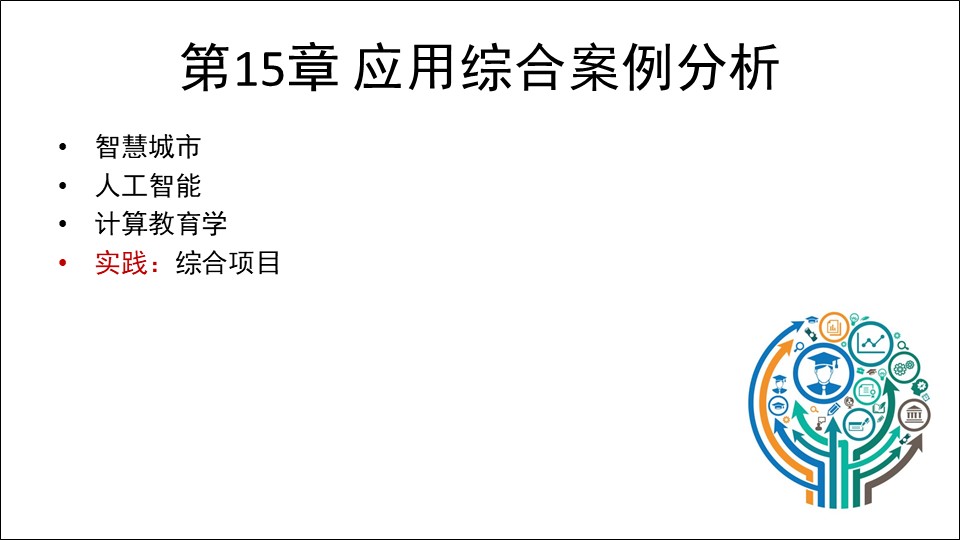 第15章 应用综合案例分析
• 智慧城市
• 人工智能
• 计算教育学
• 实践：综合项目